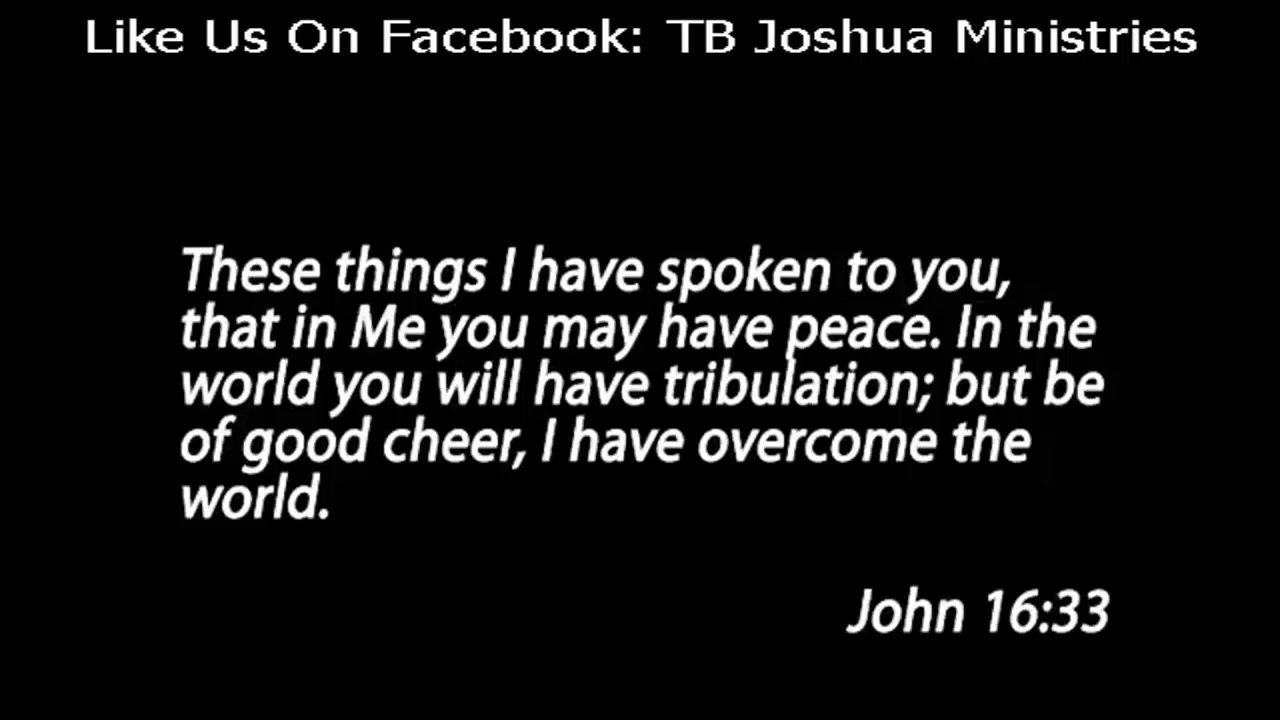 Like Us On Facebook: TB Joshua Ministries
These things I have spoken to you,
that in Me you may have peace. In the
world you will have tribulation; but be
of good cheer, I have overcome the
world.
John 16:33